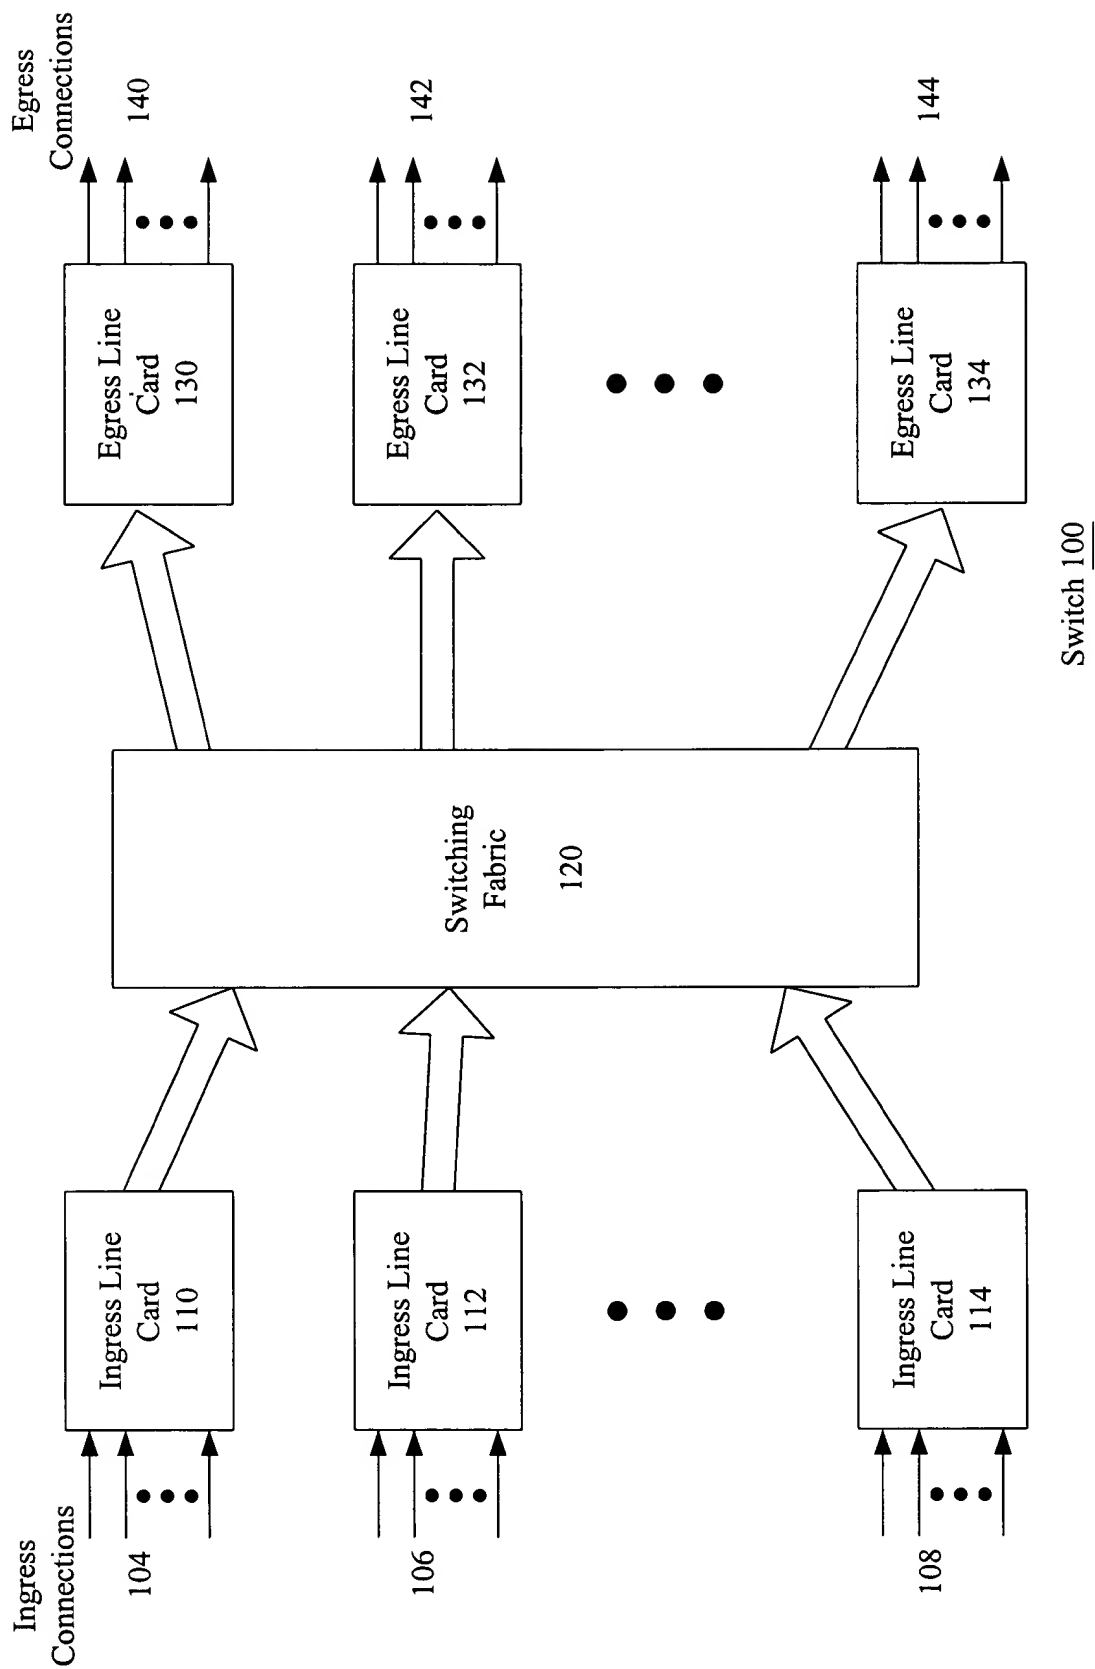 Ingress
Connections
104
Ingress Line
Card
110
106
Ingress Line
Card
112
108
Ingress Line
Card
114
Switching
Fabric
120
Egress Line
Card
130
Egress
Connections
140
Egress Line
Card
132
142
Egress Line
Card
134
144
Switch 100